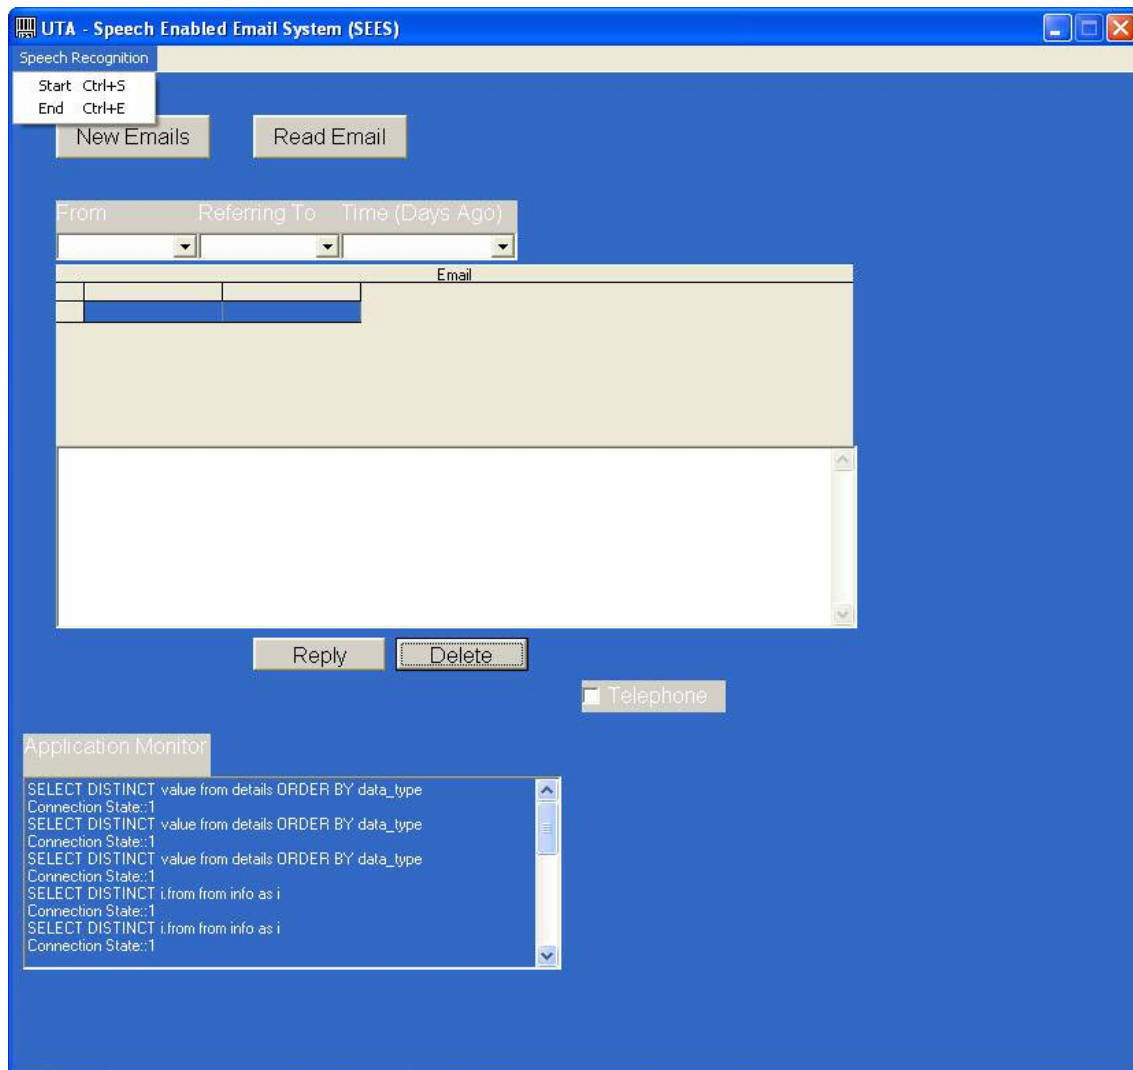 UTA - Speech Enabled Email System (SEES)
Speech Recognition
Start Ctrl+S
End Ctrl+E
New Emails Read Email
From Referring To Time (Days Ago)
Email
Reply Delete
Telephone
Application Monitor
SELECT DISTINCT value from details ORDER BY data_type
Connection State::1
SELECT DISTINCT value from details ORDER BY data_type
Connection State::1
SELECT DISTINCT value from details ORDER BY data_type
Connection State::1
SELECT DISTINCT i.from from info as i
Connection State::1
SELECT DISTINCT i.from from info as i
Connection State::1